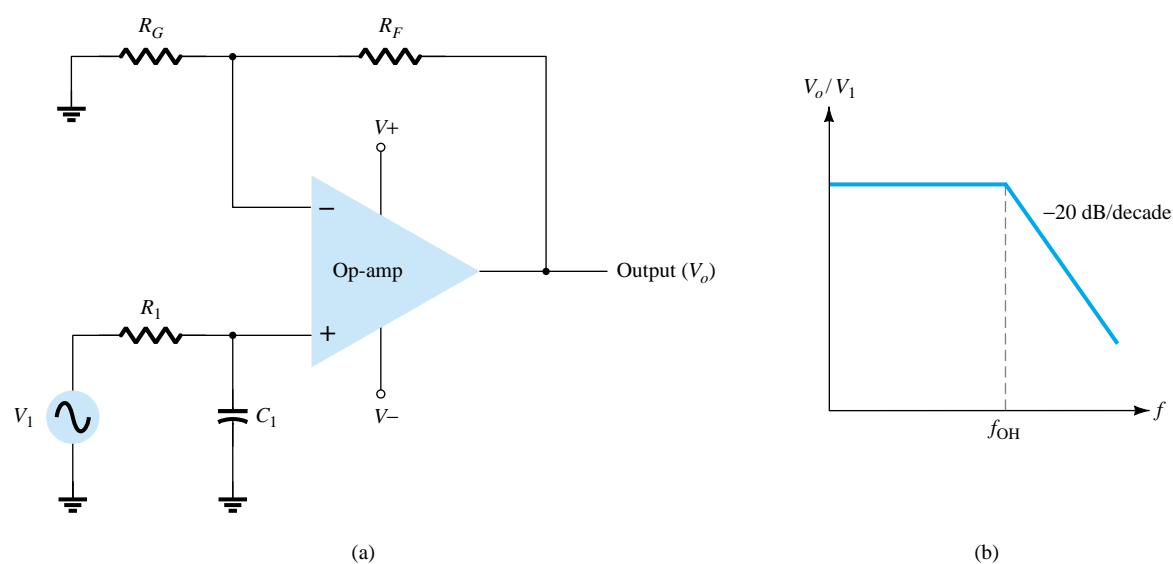 R_G
R_F
V+
−
Op-amp
Output (V_o)
R_1
+
V_1
C_1
V−
(a)
V_o / V_1
−20 dB/decade
f
f_OH
(b)